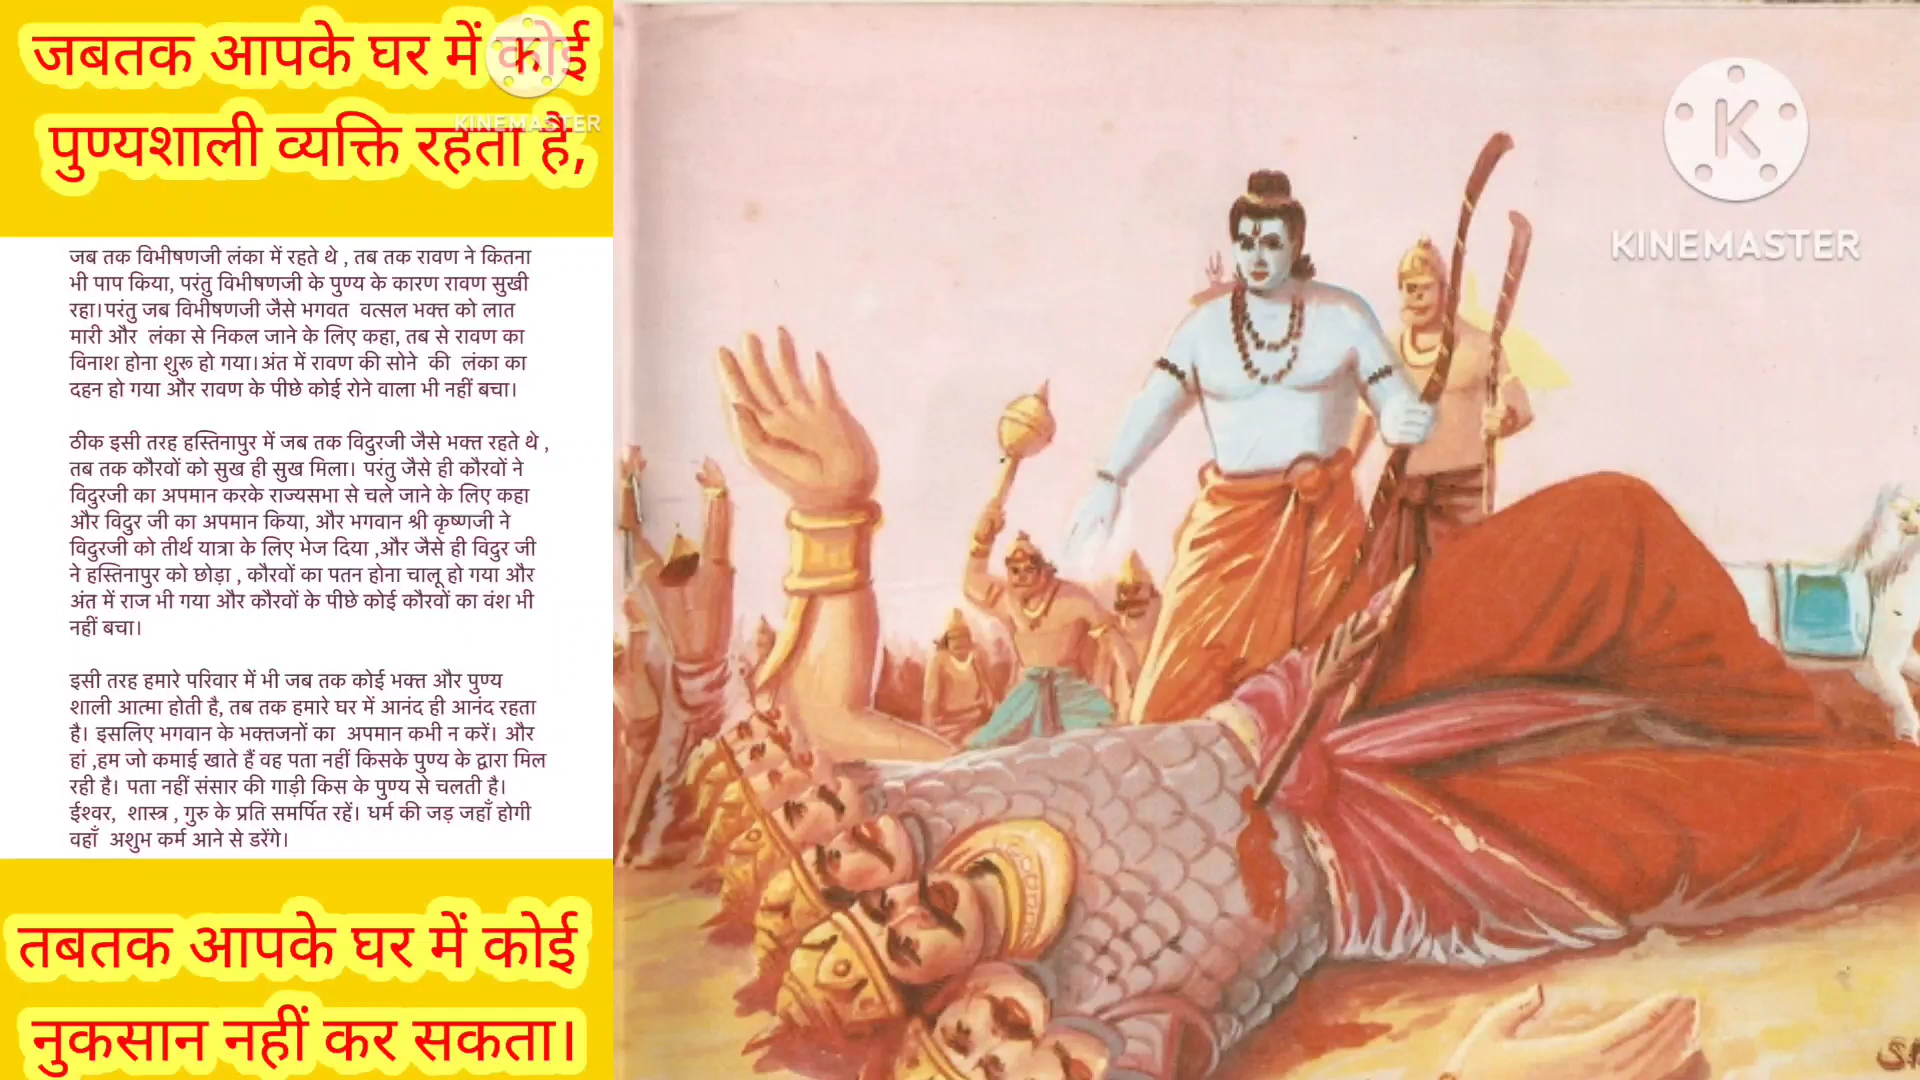 जबतक आपके घर में कोई
पुण्यशाली व्यक्ति रहता है,
KINEMASTER
K
KINEMASTER
जब तक विभीषणजी लंका में रहते थे , तब तक रावण ने कितना
भी पाप किया, परंतु विभीषणजी के पुण्य के कारण रावण सुखी
रहा।परंतु जब विभीषणजी जैसे भगवत वत्सल भक्त को लात
मारी और लंका से निकल जाने के लिए कहा, तब से रावण का
विनाश होना शुरू हो गया।अंत में रावण की सोने की लंका का
दहन हो गया और रावण के पीछे कोई रोने वाला भी नहीं बचा।
ठीक इसी तरह हस्तिनापुर में जब तक विदुरजी जैसे भक्त रहते थे ,
तब तक कौरवों को सुख ही सुख मिला। परंतु जैसे ही कौरवों ने
विदुरजी का अपमान करके राज्यसभा से चले जाने के लिए कहा
और विदुर जी का अपमान किया, और भगवान श्री कृष्णजी ने
विदुरजी को तीर्थ यात्रा के लिए भेज दिया ,और जैसे ही विदुर जी
ने हस्तिनापुर को छोड़ा , कौरवों का पतन होना चालू हो गया और
अंत में राज भी गया और कौरवों के पीछे कोई कौरवों का वंश भी
नहीं बचा।
इसी तरह हमारे परिवार में भी जब तक कोई भक्त और पुण्य
शाली आत्मा होती है, तब तक हमारे घर में आनंद ही आनंद रहता
है। इसलिए भगवान के भक्तजनों का अपमान कभी न करें। और
हां ,हम जो कमाई खाते हैं वह पता नहीं किसके पुण्य के द्वारा मिल
रही है। पता नहीं संसार की गाड़ी किस के पुण्य से चलती है।
ईश्वर, शास्त्र , गुरु के प्रति समर्पित रहें। धर्म की जड़ जहाँ होगी
वहाँ अशुभ कर्म आने से डरेंगे।
तबतक आपके घर में कोई
नुकसान नहीं कर सकता।